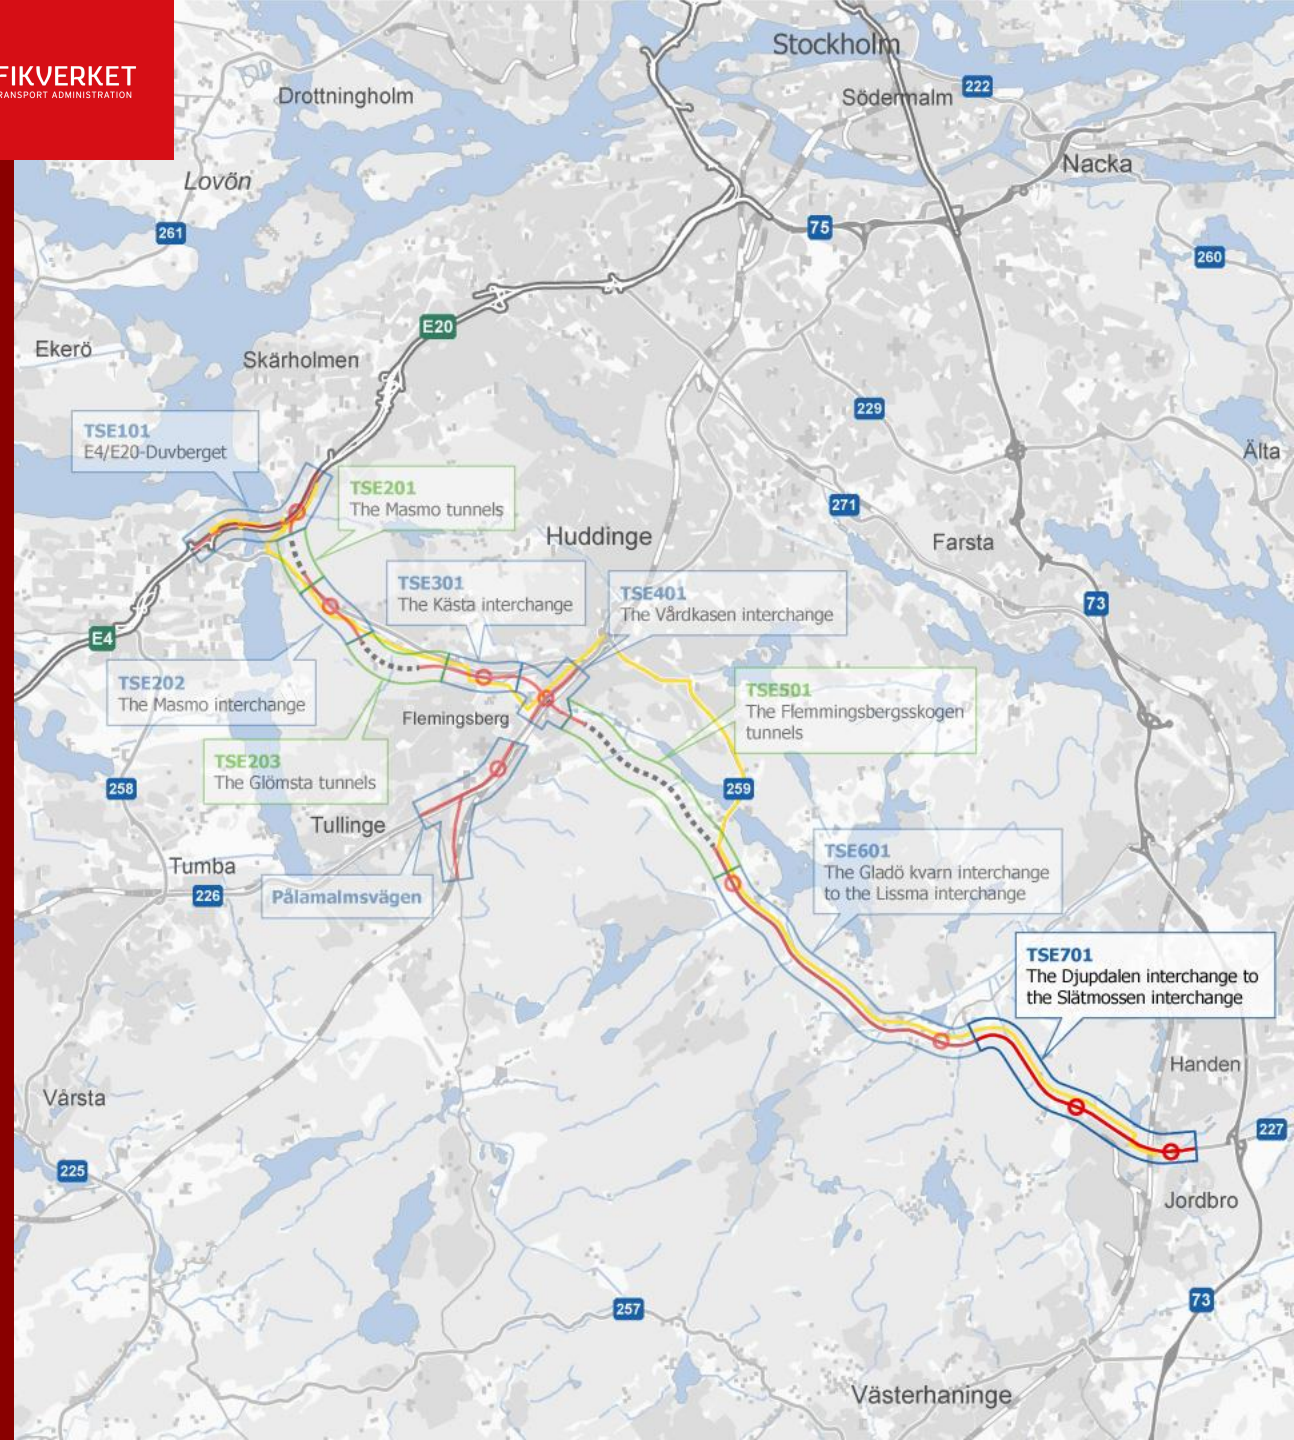 FIKVERKET
RANSPORT ADMINISTRATION
Stockholm
Drottningholm
Södermalm
222
Nacka
Lovön
261
75
260
E20
Ekerö
Skärholmen
229
TSE101
E4/E20-Duvberget
Älta
TSE201
The Masmo tunnels
271
Huddinge
Farsta
TSE301
The Kästa interchange
TSE401
The Vårdkasen interchange
73
E4
TSE202
The Masmo interchange
TSE501
The Flemmingsbergsskogen
tunnels
Flemingsberg
TSE203
The Glömsta tunnels
258
259
Tullinge
TSE601
The Gladö kvarn interchange
to the Lissma interchange
Tumba
226
Pålamalmsvägen
TSE701
The Djupdalen interchange to
the Slätmossen interchange
Handen
Vårsta
227
225
Jordbro
257
73
Västerhaninge